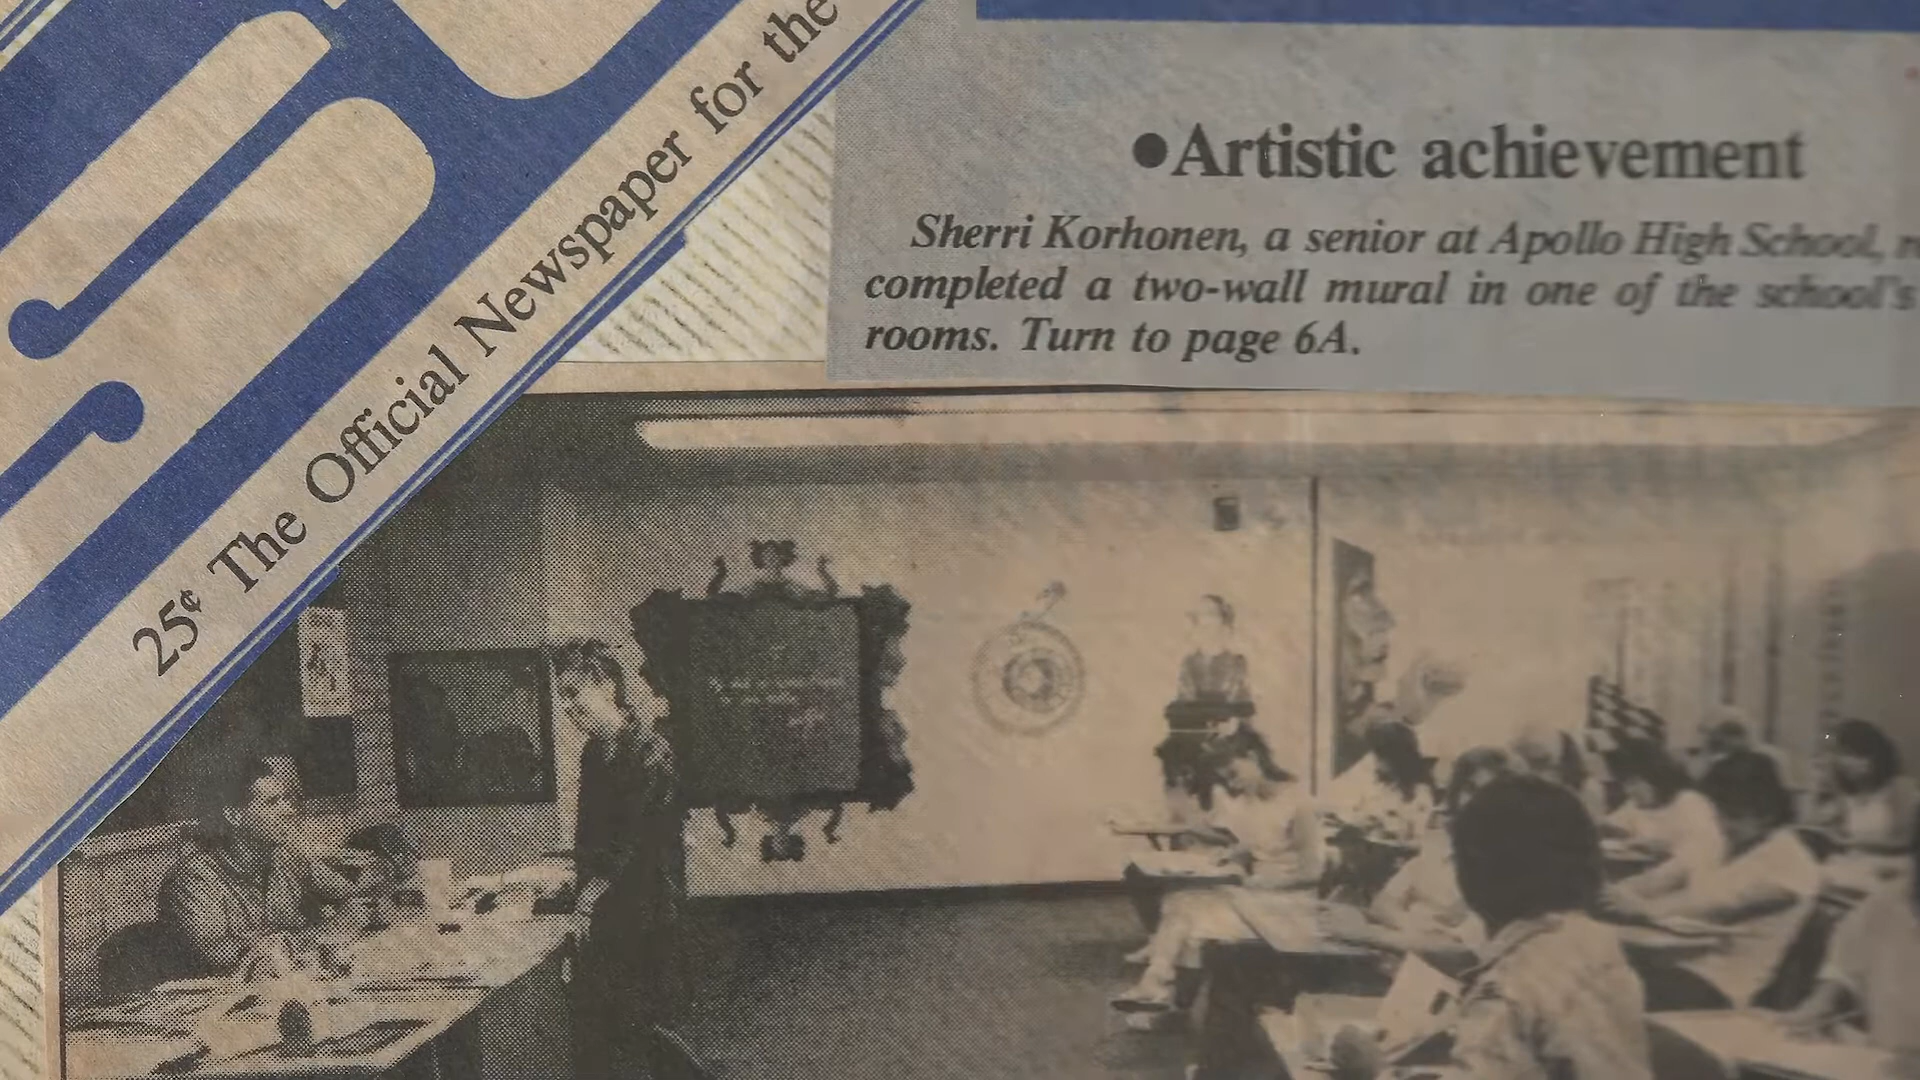 25¢ The Official Newspaper for the
●Artistic achievement
Sherri Korhonen, a senior at Apollo High School,
completed a two-wall mural in one of the school's
rooms. Turn to page 6A.